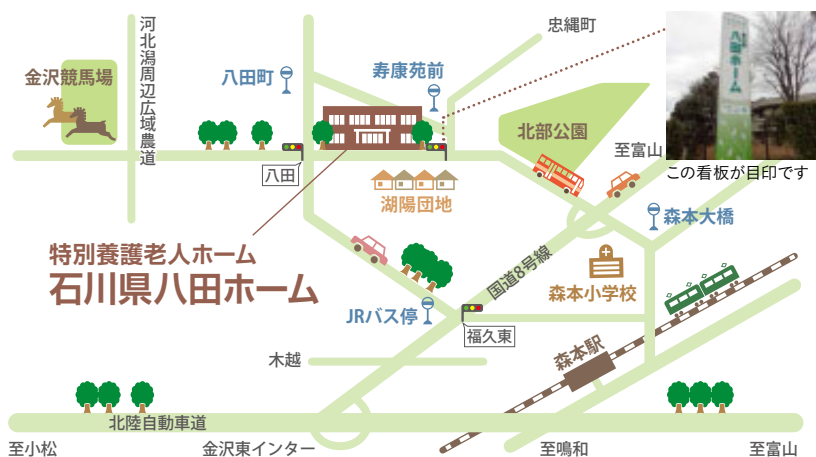 忠縄町
河北潟周辺広域農道
金沢競馬場
八田町
寿康苑前
八田ホーム
北部公園
至富山
この看板が目印です
八田
湖陽団地
森本大橋
特別養護老人ホーム
石川県八田ホーム
国道8号線
森本小学校
JRバス停
福久東
森本駅
木越
北陸自動車道
至小松
金沢東インター
至鳴和
至富山